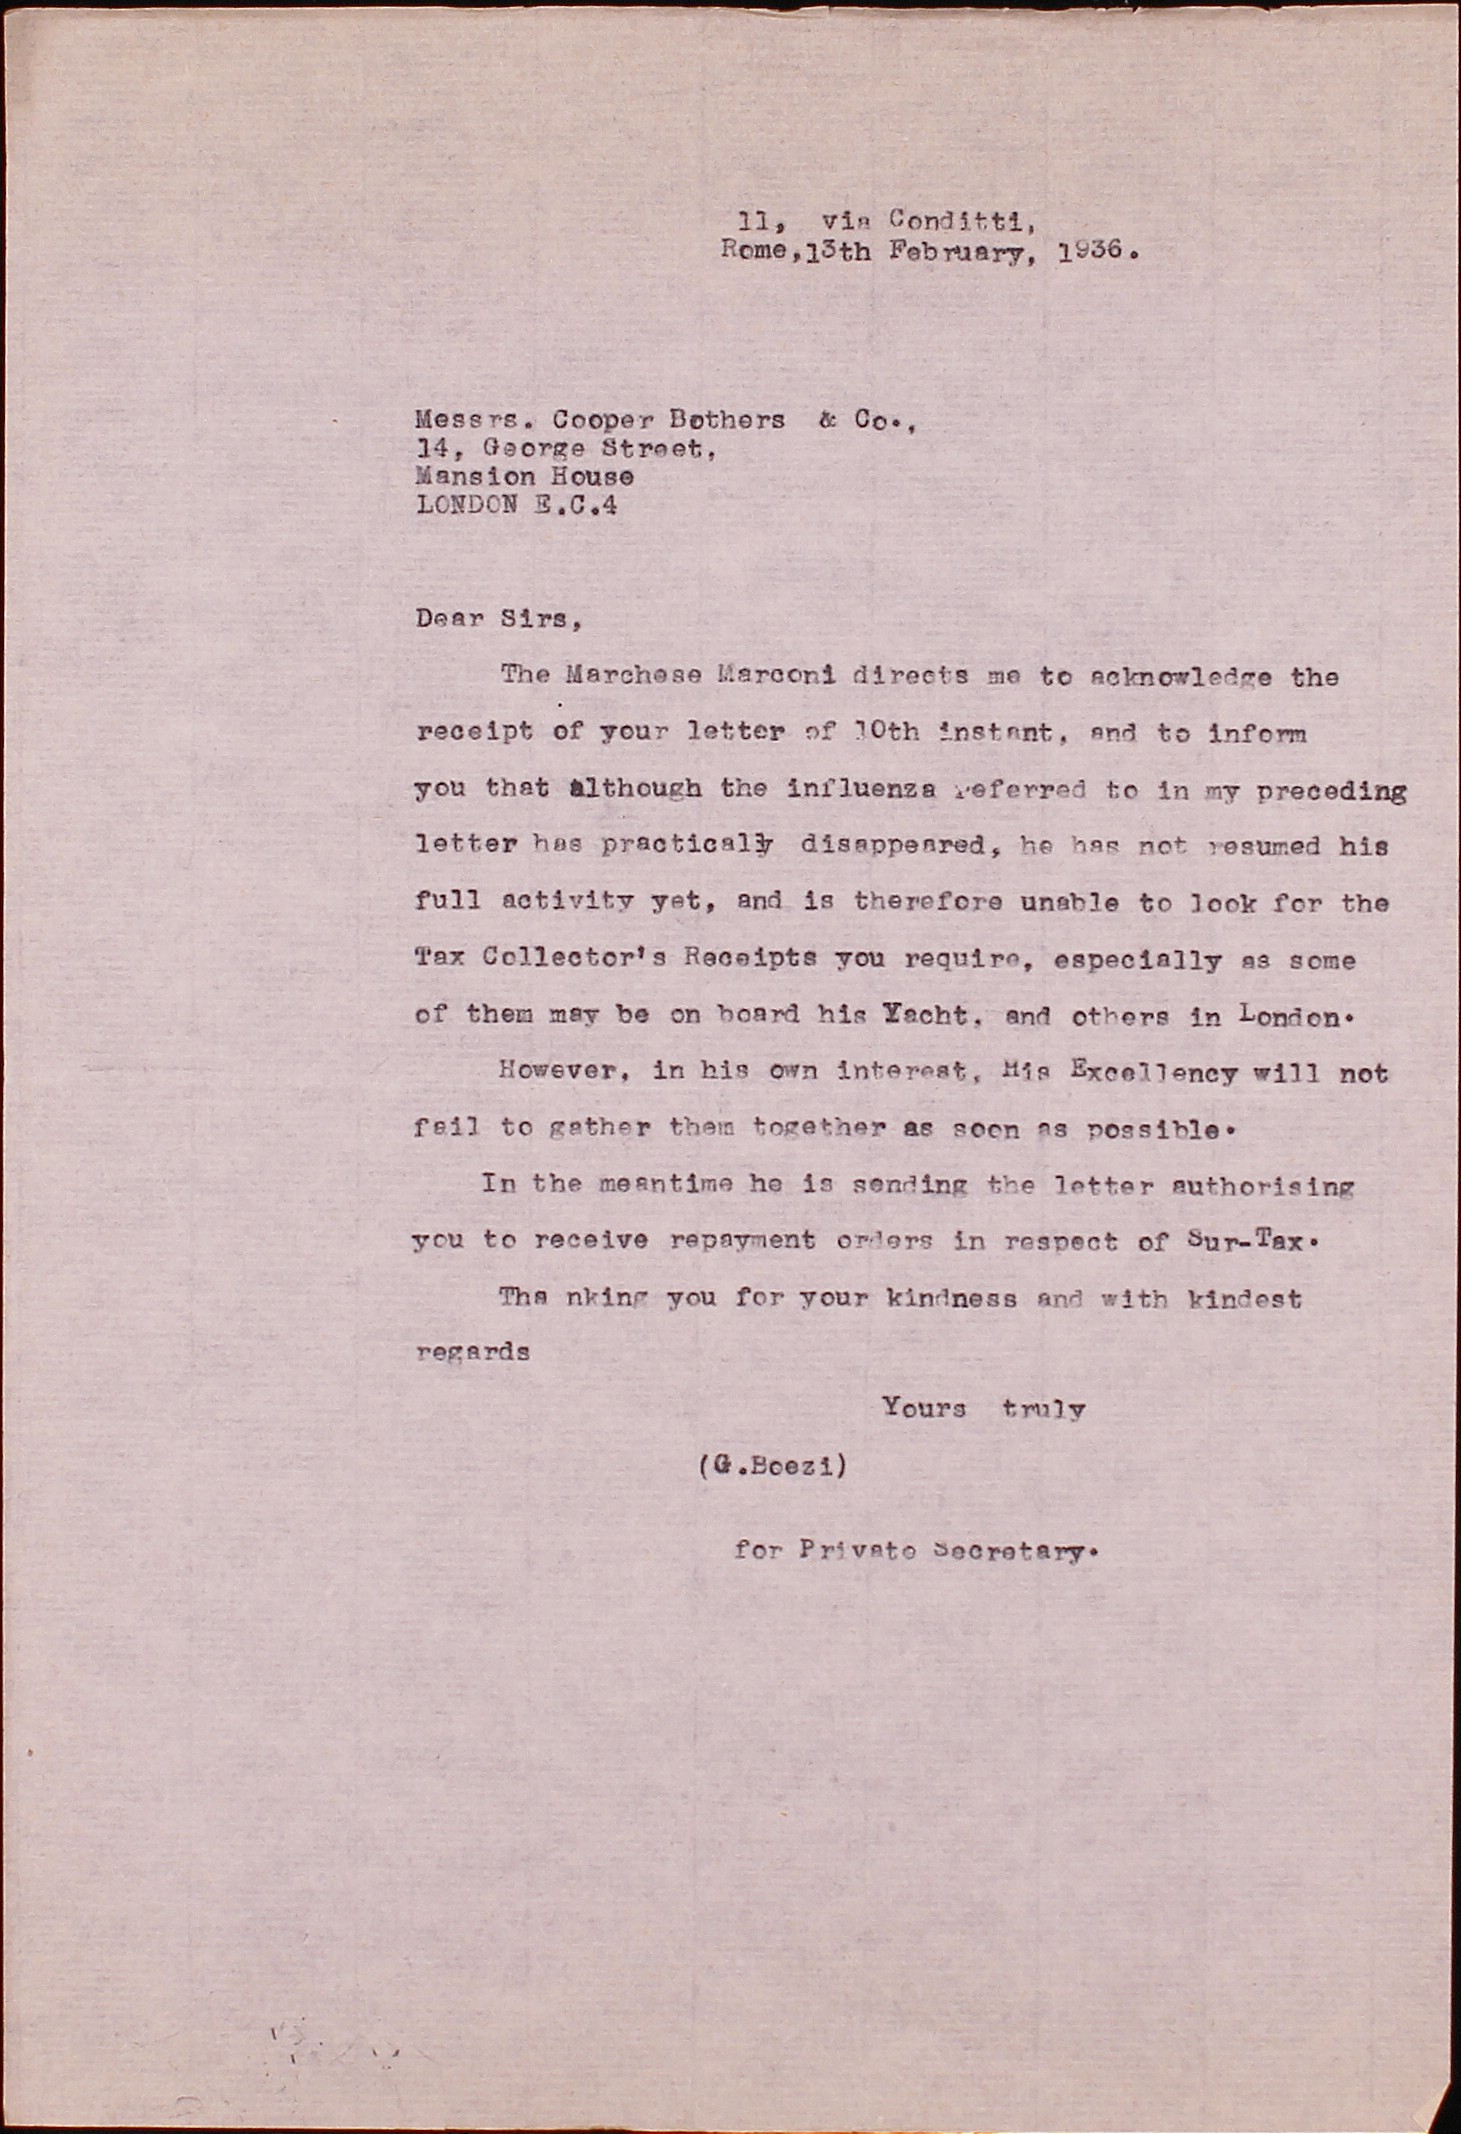 11, via Conditti,
Rome,13th February, 1936.
Messrs. Cooper Bothers & Co.,
14, George Street,
Mansion House
LONDON E.C.4
Dear Sirs,
The Marchese Marconi directs me to acknowledge the
receipt of your letter of 10th instant, and to inform
you that although the influenza referred to in my preceding
letter has practically disappeared, he has not resumed his
full activity yet, and is therefore unable to look for the
Tax Collector's Receipts you require, especially as some
of them may be on board his Yacht, and others in London.
However, in his own interest, His Excellency will not
fail to gather them together as soon as possible.
In the meantime he is sending the letter authorising
you to receive repayment orders in respect of Sur-Tax.
Tha nking you for your kindness and with kindest
regards
Yours truly
(G.Boezi)
for Private Secretary.